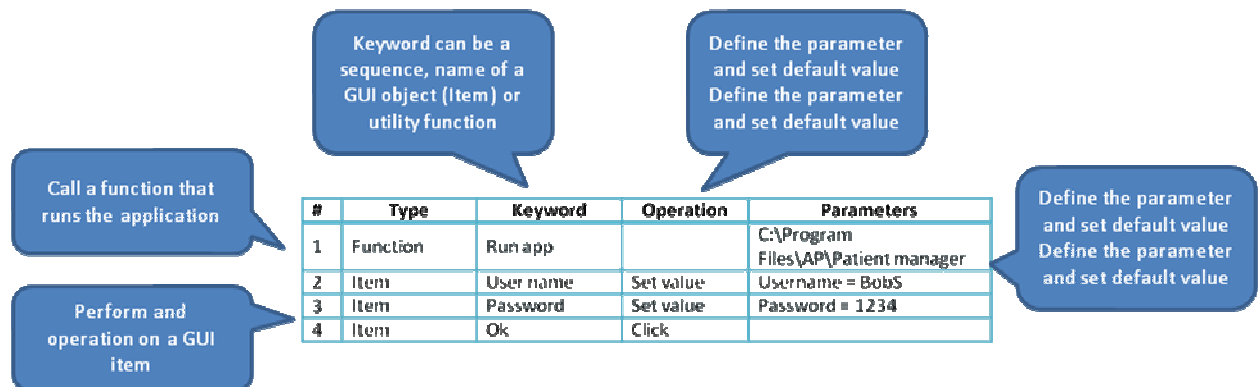 Keyword can be a
sequence, name of a
GUI object (Item) or
utility function
Define the parameter
and set default value
Define the parameter
and set default value
Call a function that
runs the application
Define the parameter
and set default value
Define the parameter
and set default value
Perform and
operation on a GUI
item
# Type Keyword Operation Parameters
1 Function Run app C:\Program
Files\AP\Patient manager
2 Item User name Set value Username = BobS
3 Item Password Set value Password = 1234
4 Item Ok Click